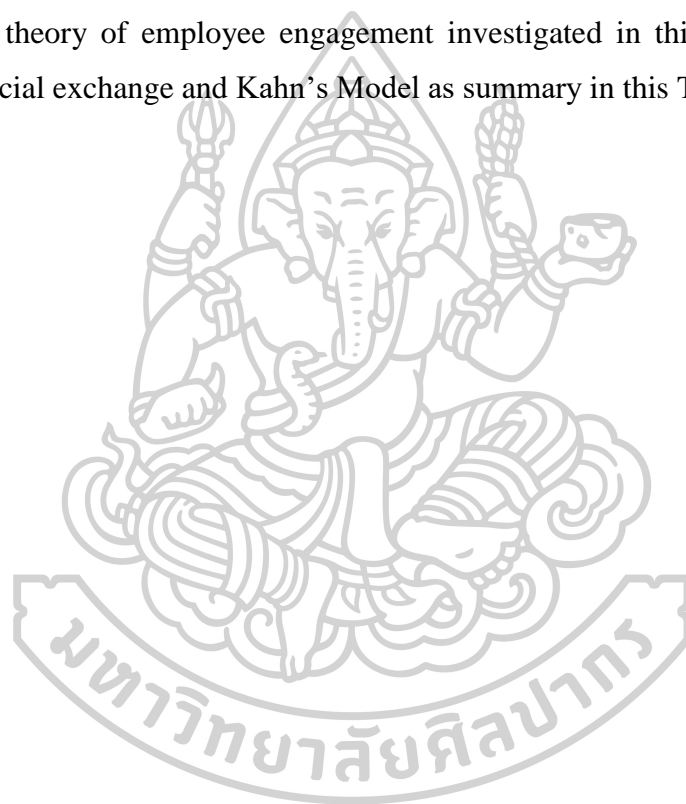 theory of employee engagement investigated in thi
cial exchange and Kahn's Model as summary in this T
มหาวิทยาลัยศิลปากร